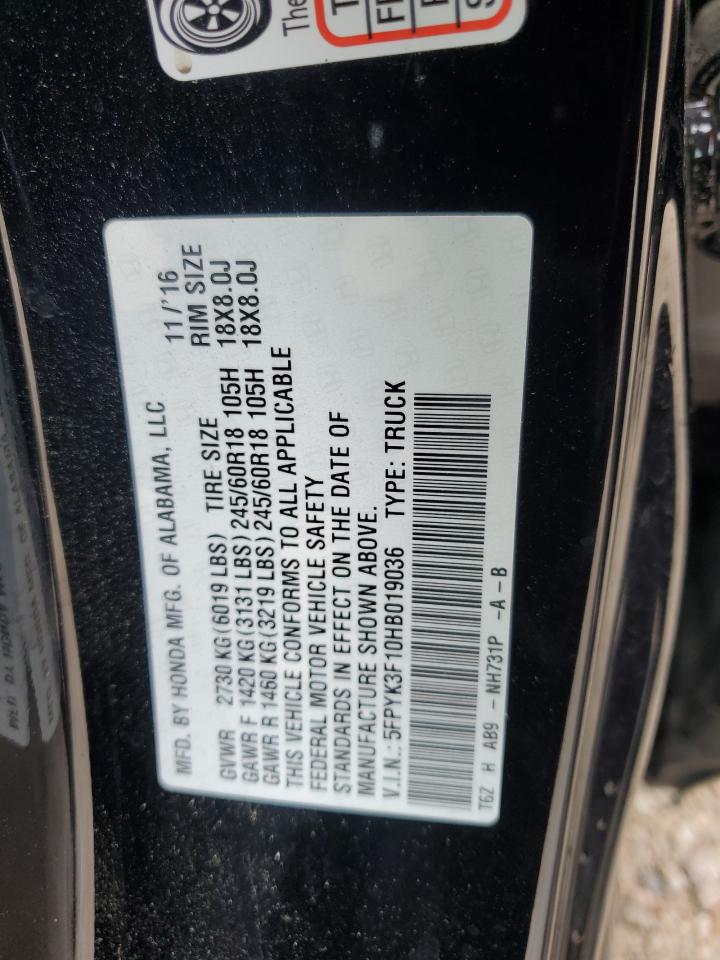 The
MFD. BY HONDA MFG. OF ALABAMA, LLC 11/'16
GVWR 2730 KG(6019 LBS) TIRE SIZE RIM SIZE
GAWR F 1420 KG(3131 LBS)245/60R18 105H 18X8.0J
GAWR R 1460 KG(3219 LBS)245/60R18 105H 18X8.0J
THIS VEHICLE CONFORMS TO ALL APPLICABLE
FEDERAL MOTOR VEHICLE SAFETY
STANDARDS IN EFFECT ON THE DATE OF
MANUFACTURE SHOWN ABOVE.
V.I.N.: 5FPYK3F10HB019036 TYPE: TRUCK
T6Z H AB9 - NH731P - A - B